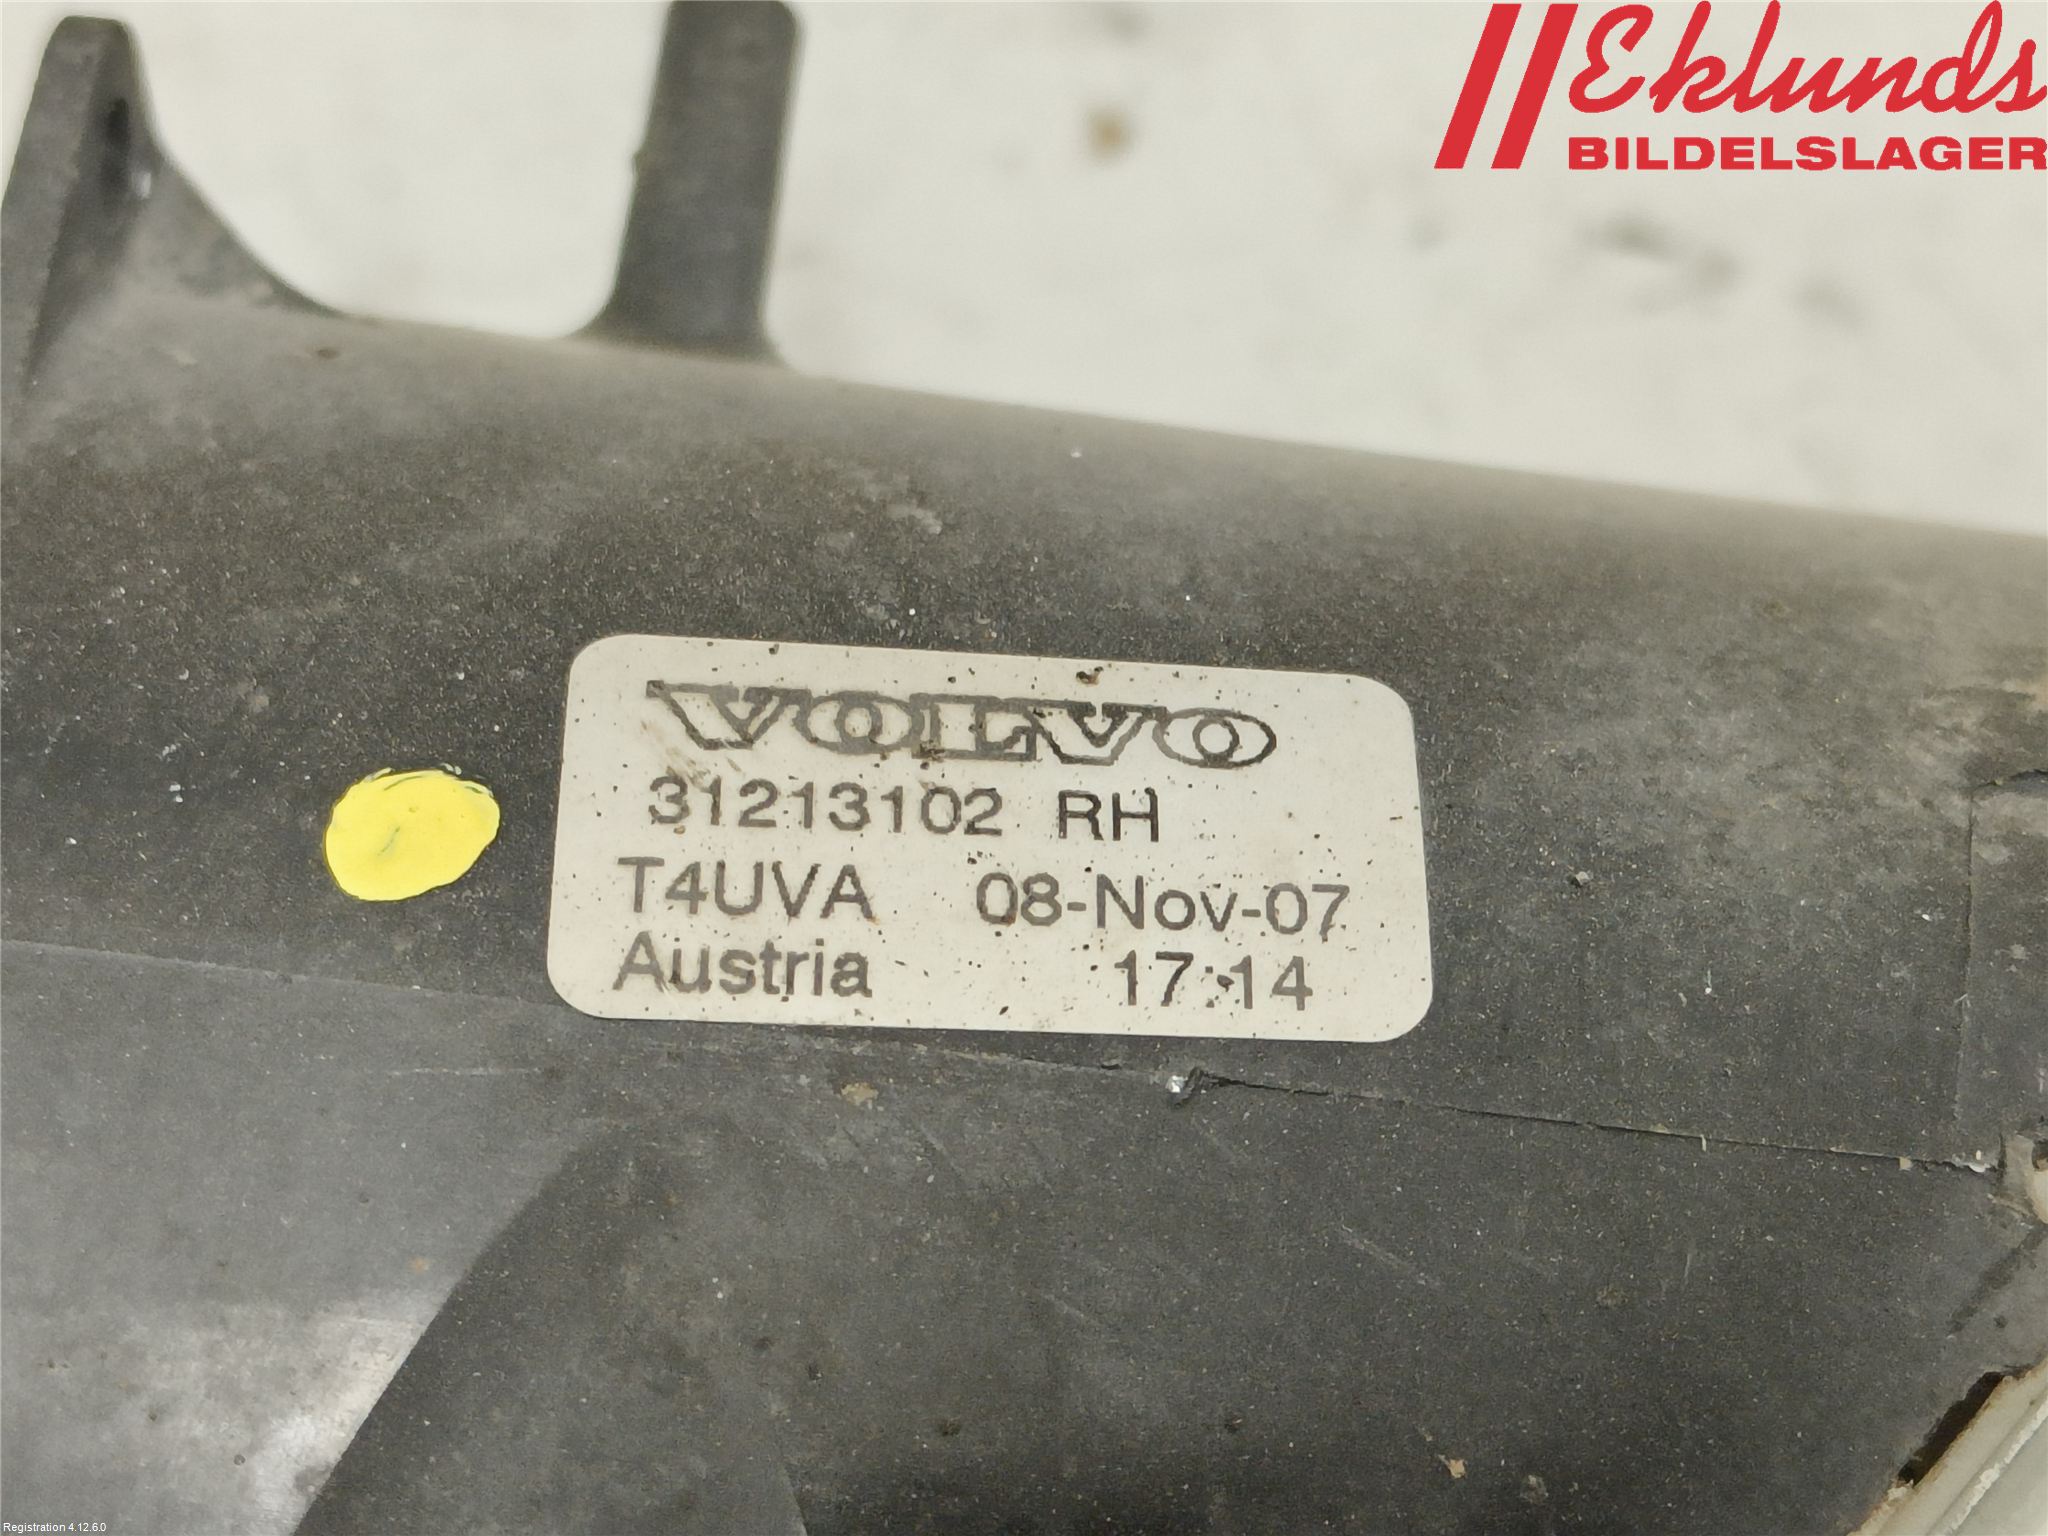 Eklunds
BILDELSLAGER
VOLVO
31213102 RH
T4UVA 08-Nov-07
Austria 17:14
Registration 4.12.6.0